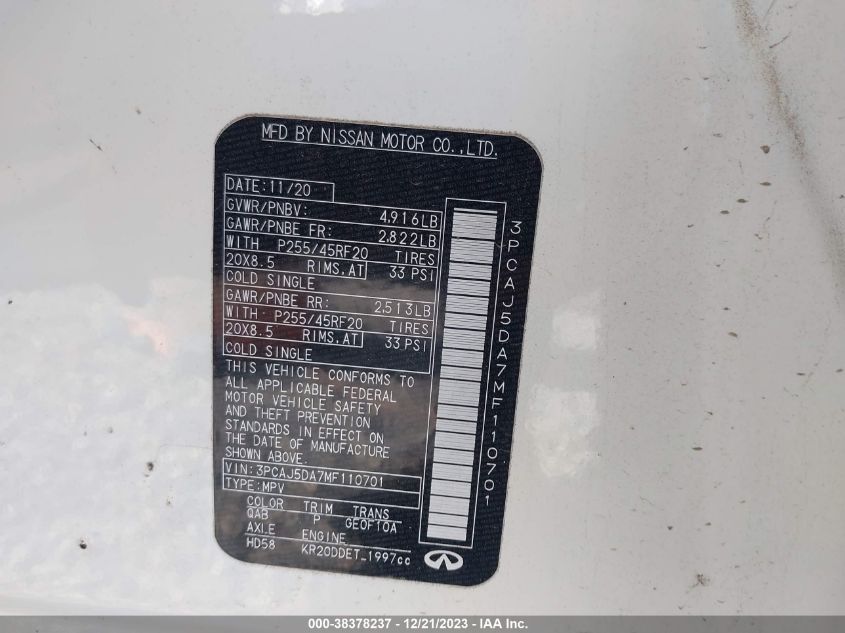 MFD BY NISSAN MOTOR CO.,LTD.
DATE:11/20
GVWR/PNBV: 4,916LB
GAWR/PNBE FR: 2,822LB
WITH P255/45RF20 TIRES
20X8.5 RIMS,AT 33 PSI
COLD SINGLE
GAWR/PNBE RR: 2,513LB
WITH P255/45RF20 TIRES
20X8.5 RIMS,AT 33 PSI
COLD SINGLE
THIS VEHICLE CONFORMS TO
ALL APPLICABLE FEDERAL
MOTOR VEHICLE SAFETY
AND THEFT PREVENTION
STANDARDS IN EFFECT ON
THE DATE OF MANUFACTURE
SHOWN ABOVE.
VIN:3PCAJ5DA7MF110701
TYPE:MPV
COLOR TRIM TRANS
QAB P GE0F10A
AXLE ENGINE
HD58 KR20DDET_1997cc
3PCAJ5DA7MF110701
000-38378237 - 12/21/2023 - IAA Inc.